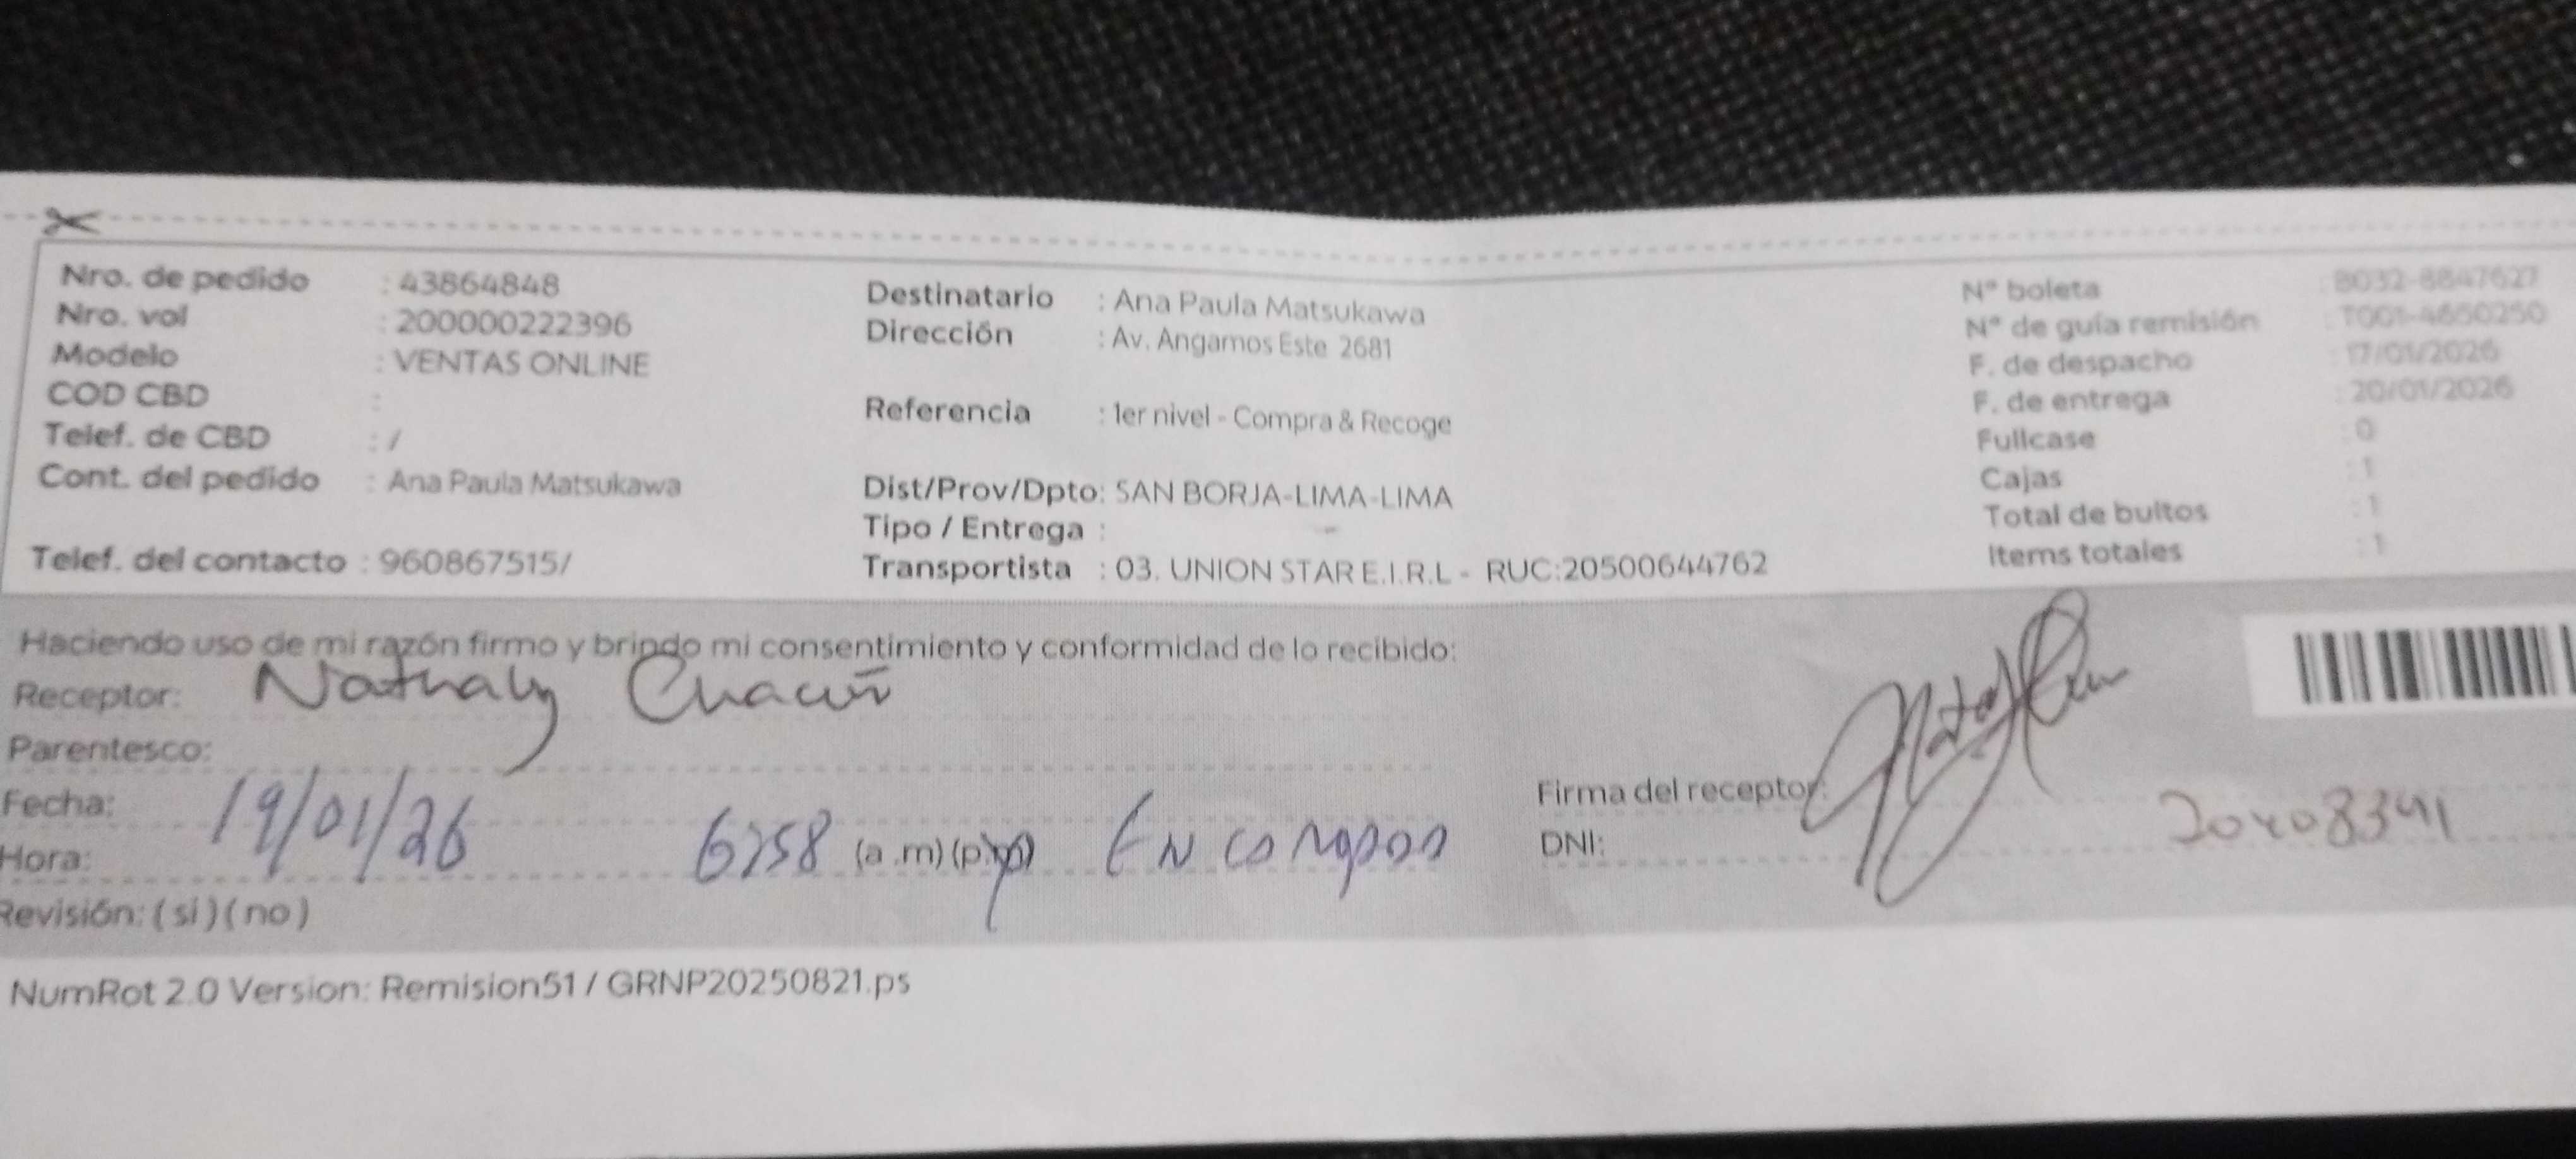 Nro. de pedido : 43864848
Nro. vol : 200000222396
Modelo : VENTAS ONLINE
COD CBD :
Telef. de CBD : /
Cont. del pedido : Ana Paula Matsukawa
Telef. del contacto : 960867515/
Destinatario : Ana Paula Matsukawa
Dirección : Av. Angamos Este 2681
Referencia : 1er nivel - Compra & Recoge
Dist/Prov/Dpto: SAN BORJA-LIMA-LIMA
Tipo / Entrega : -
Transportista : 03. UNION STAR E.I.R.L - RUC:20500644762
N° boleta : B032-8847627
N° de guía remisión : T001-4650250
F. de despacho : 17/01/2026
F. de entrega : 20/01/2026
Fullcase : 0
Cajas : 1
Total de bultos : 1
Items totales : 1
Haciendo uso de mi razón firmo y brindo mi consentimiento y conformidad de lo recibido:
Receptor: Nathaly
Parentesco:
Fecha: 19/01/26
Hora: 6:58 (a .m) (p.m)
Firma del receptor:
DNI:
Revisión: ( si ) ( no )
NumRot 2.0 Version: Remision51 / GRNP20250821.ps